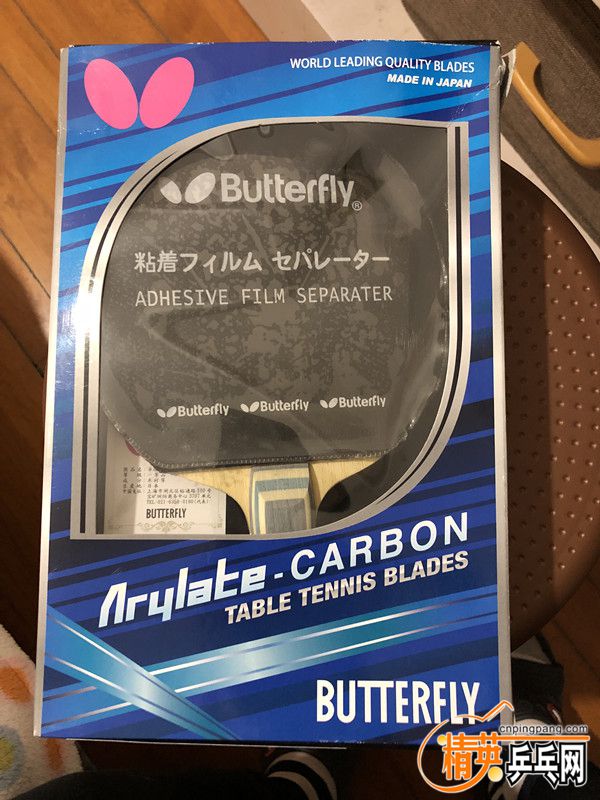 WORLD LEADING QUALITY BLADES
MADE IN JAPAN
Butterfly®
粘着フィルム セパレーター
ADHESIVE FILM SEPARATER
Butterfly Butterfly Butterfly
BUTTERFLY
Arylate-CARBON
TABLE TENNIS BLADES
BUTTERFLY
cnpingpang.com
精英乒乓网